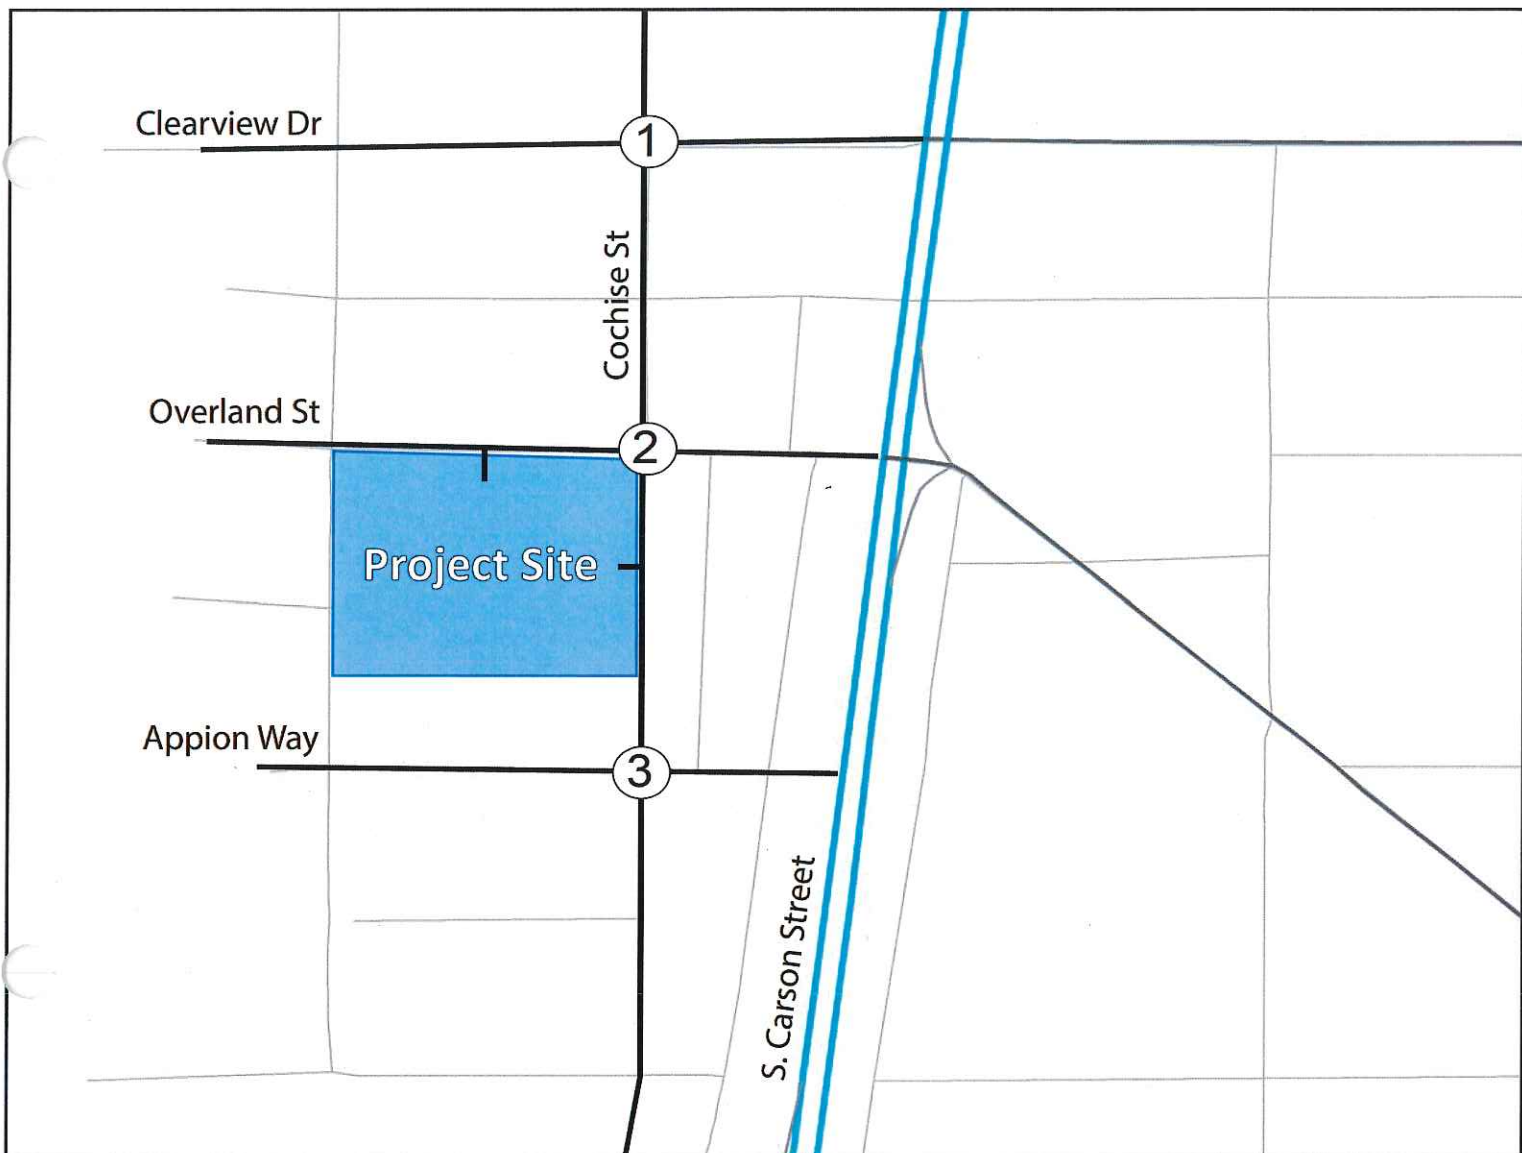 Clearview Dr
1
Cochise St
Overland St
2
Project Site
Appion Way
3
S. Carson Street